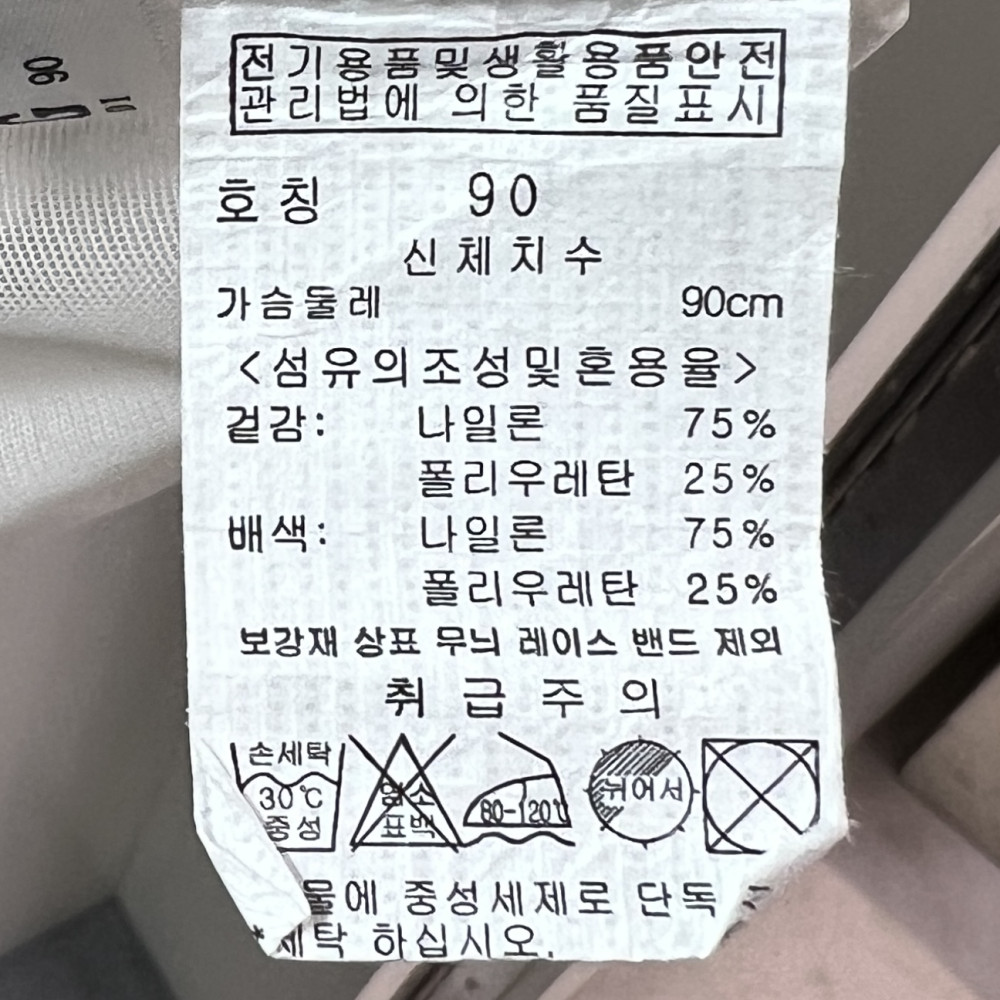 90
전기용품및생활용품안전
관리법에 의한 품질표시
호칭 90
신체치수
가슴둘레 90cm
<섬유의조성및혼용율>
겉감: 나일론 75%
폴리우레탄 25%
배색: 나일론 75%
폴리우레탄 25%
보강재 상표 무늬 레이스 밴드 제외
취급주의
손세탁
30℃
중성
염소
표백
80-120℃
뉘어서
물에 중성세제로 단독
*세탁 하십시오.